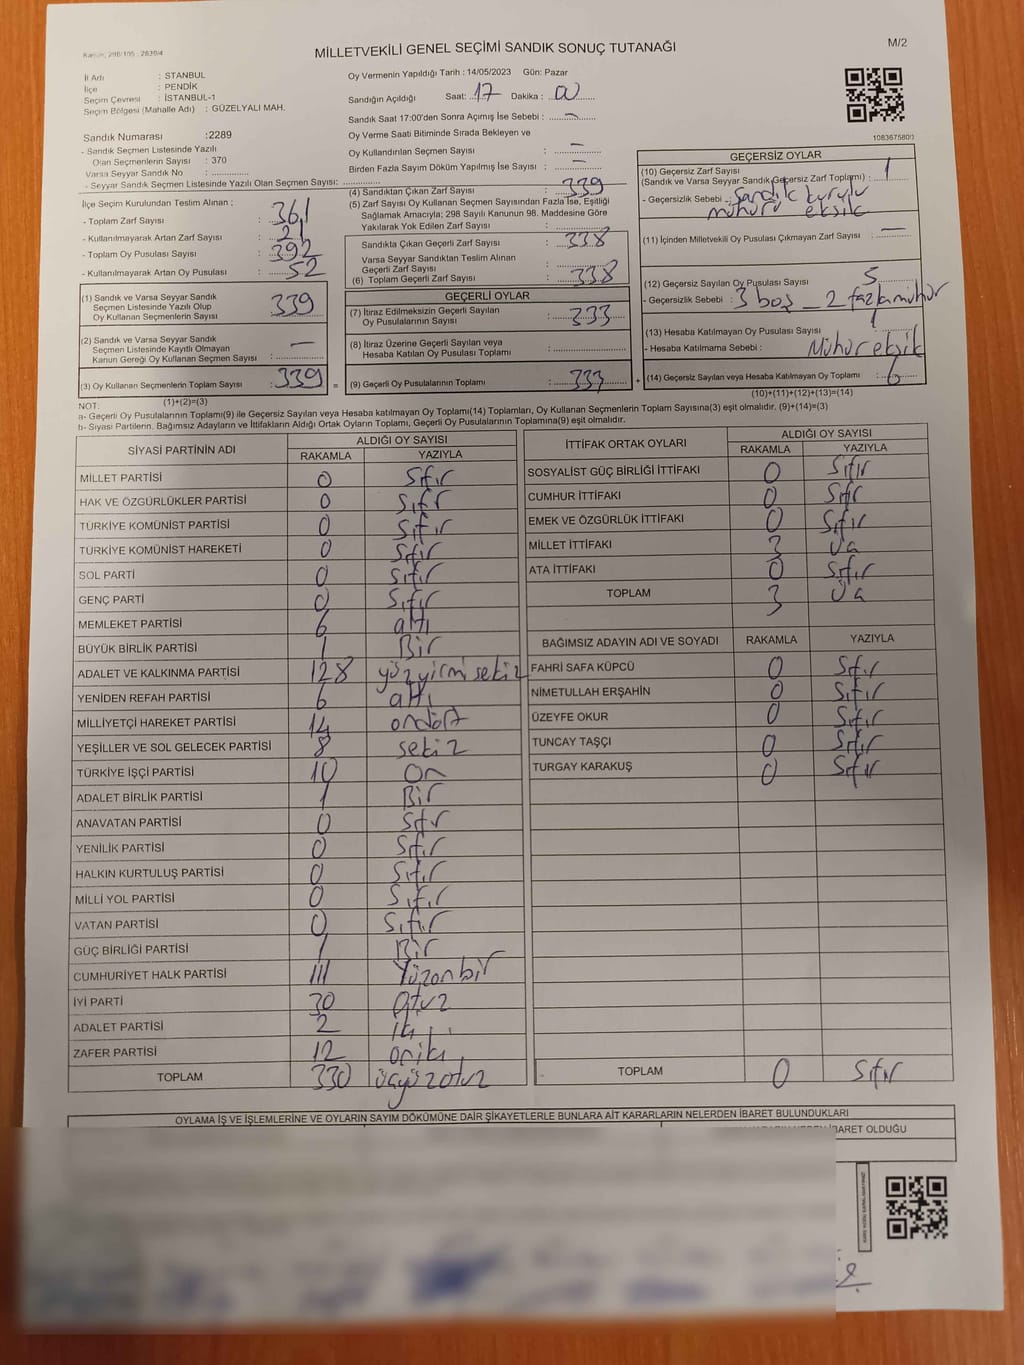 Kanun: 298/105 ; 2839/4
MİLLETVEKİLİ GENEL SEÇİMİ SANDIK SONUÇ TUTANAĞI
M/2
İl Adı : STANBUL
İlçe : PENDİK
Seçim Çevresi : İSTANBUL-1
Seçim Bölgesi (Mahalle Adı) : GÜZELYALI MAH.
Sandık Numarası :2289
- Sandık Seçmen Listesinde Yazılı
Olan Seçmenlerin Sayısı : 370
Varsa Seyyar Sandık No :
- Seyyar Sandık Seçmen Listesinde Yazılı Olan Seçmen Sayısı:
İlçe Seçim Kurulundan Teslim Alınan ;
- Toplam Zarf Sayısı : 361
- Kullanılmayarak Artan Zarf Sayısı : 21
- Toplam Oy Pusulası Sayısı : 392
- Kullanılmayarak Artan Oy Pusulası : 52
Oy Vermenin Yapıldığı Tarih : 14/05/2023 Gün: Pazar
Sandığın Açıldığı Saat: 17 Dakika : 00
Sandık Saat 17:00'den Sonra Açımış İse Sebebi : —
Oy Verme Saati Bitiminde Sırada Bekleyen ve
Oy Kullandırılan Seçmen Sayısı : —
Birden Fazla Sayım Döküm Yapılmış İse Sayısı : —
(4) Sandıktan Çıkan Zarf Sayısı : 339
(5) Zarf Sayısı Oy Kullanan Seçmen Sayısından Fazla İse, Eşitliği
Sağlamak Amacıyla; 298 Sayılı Kanunun 98. Maddesine Göre
Yakılarak Yok Edilen Zarf Sayısı :
Sandıkta Çıkan Geçerli Zarf Sayısı : 338
Varsa Seyyar Sandıktan Teslim Alınan
Geçerli Zarf Sayısı :
(6) Toplam Geçerli Zarf Sayısı : 338
1083675800
GEÇERSİZ OYLAR
(10) Geçersiz Zarf Sayısı
(Sandık ve Varsa Seyyar Sandık Geçersiz Zarf Toplamı) : 1
- Geçersizlik Sebebi : Sandık kurulu
mühürü eksik
(11) İçinden Milletvekili Oy Pusulası Çıkmayan Zarf Sayısı : —
(12) Geçersiz Sayılan Oy Pusulası Sayısı : 5
- Geçersizlik Sebebi : 3 boş _ 2 fazla mühür
(13) Hesaba Katılmayan Oy Pusulası Sayısı : 1
- Hesaba Katılmama Sebebi : Mühür eksik
(14) Geçersiz Sayılan veya Hesaba Katılmayan Oy Toplamı : 6
(10)+(11)+(12)+(13)=(14)
(1) Sandık ve Varsa Seyyar Sandık
Seçmen Listesinde Yazılı Olup
Oy Kullanan Seçmenlerin Sayısı : 339
(2) Sandık ve Varsa Seyyar Sandık
Seçmen Listesinde Kayıtlı Olmayan
Kanun Gereği Oy Kullanan Seçmen Sayısı : —
(3) Oy Kullanan Seçmenlerin Toplam Sayısı : 339 =
(1)+(2)=(3)
GEÇERLİ OYLAR
(7) İtiraz Edilmeksizin Geçerli Sayılan
Oy Pusulalarının Sayısı : 333
(8) İtiraz Üzerine Geçerli Sayılan veya
Hesaba Katılan Oy Pusulası Toplamı :
(9) Geçerli Oy Pusulalarının Toplamı : 333 +
NOT:
a- Geçerli Oy Pusulalarının Toplamı(9) ile Geçersiz Sayılan veya Hesaba katılmayan Oy Toplamı(14) Toplamları, Oy Kullanan Seçmenlerin Toplam Sayısına(3) eşit olmalıdır. (9)+(14)=(3)
b- Siyasi Partilerin, Bağımsız Adayların ve İttifakların Aldığı Ortak Oyların Toplamı, Geçerli Oy Pusulalarının Toplamına(9) eşit olmalıdır.
SİYASİ PARTİNİN ADI ALDIĞI OY SAYISI
RAKAMLA YAZIYLA
MİLLET PARTİSİ 0 Sıfır
HAK VE ÖZGÜRLÜKLER PARTİSİ 0 Sıfır
TÜRKİYE KOMÜNİST PARTİSİ 0 Sıfır
TÜRKİYE KOMÜNİST HAREKETİ 0 Sıfır
SOL PARTİ 0 Sıfır
GENÇ PARTİ 0 Sıfır
MEMLEKET PARTİSİ 6 altı
BÜYÜK BİRLİK PARTİSİ 1 Bir
ADALET VE KALKINMA PARTİSİ 128 yüzyirmisekiz
YENİDEN REFAH PARTİSİ 6 altı
MİLLİYETÇİ HAREKET PARTİSİ 14 ondört
YEŞİLLER VE SOL GELECEK PARTİSİ 8 sekiz
TÜRKİYE İŞÇİ PARTİSİ 10 On
ADALET BİRLİK PARTİSİ 1 Bir
ANAVATAN PARTİSİ 0 Sıfır
YENİLİK PARTİSİ 0 Sıfır
HALKIN KURTULUŞ PARTİSİ 0 Sıfır
MİLLİ YOL PARTİSİ 0 Sıfır
VATAN PARTİSİ 0 Sıfır
GÜÇ BİRLİĞİ PARTİSİ 1 Bir
CUMHURİYET HALK PARTİSİ 111 Yüzonbir
İYİ PARTİ 30 Otuz
ADALET PARTİSİ 2 iki
ZAFER PARTİSİ 12 oniki
TOPLAM 330 üçyüzotuz
İTTİFAK ORTAK OYLARI ALDIĞI OY SAYISI
RAKAMLA YAZIYLA
SOSYALİST GÜÇ BİRLİĞİ İTTİFAKI 0 Sıfır
CUMHUR İTTİFAKI 0 Sıfır
EMEK VE ÖZGÜRLÜK İTTİFAKI 0 Sıfır
MİLLET İTTİFAKI 3 Üç
ATA İTTİFAKI 0 Sıfır
TOPLAM 3 Üç
BAĞIMSIZ ADAYIN ADI VE SOYADI RAKAMLA YAZIYLA
FAHRİ SAFA KÜPCÜ 0 Sıfır
NİMETULLAH ERŞAHİN 0 Sıfır
ÜZEYFE OKUR 0 Sıfır
TUNCAY TAŞÇI 0 Sıfır
TURGAY KARAKUŞ 0 Sıfır
TOPLAM 0 Sıfır
OYLAMA İŞ VE İŞLEMLERİNE VE OYLARIN SAYIM DÖKÜMÜNE DAİR ŞİKAYETLERLE BUNLARA AİT KARARLARIN NELERDEN İBARET BULUNDUKLARI
İBARET OLDUĞU